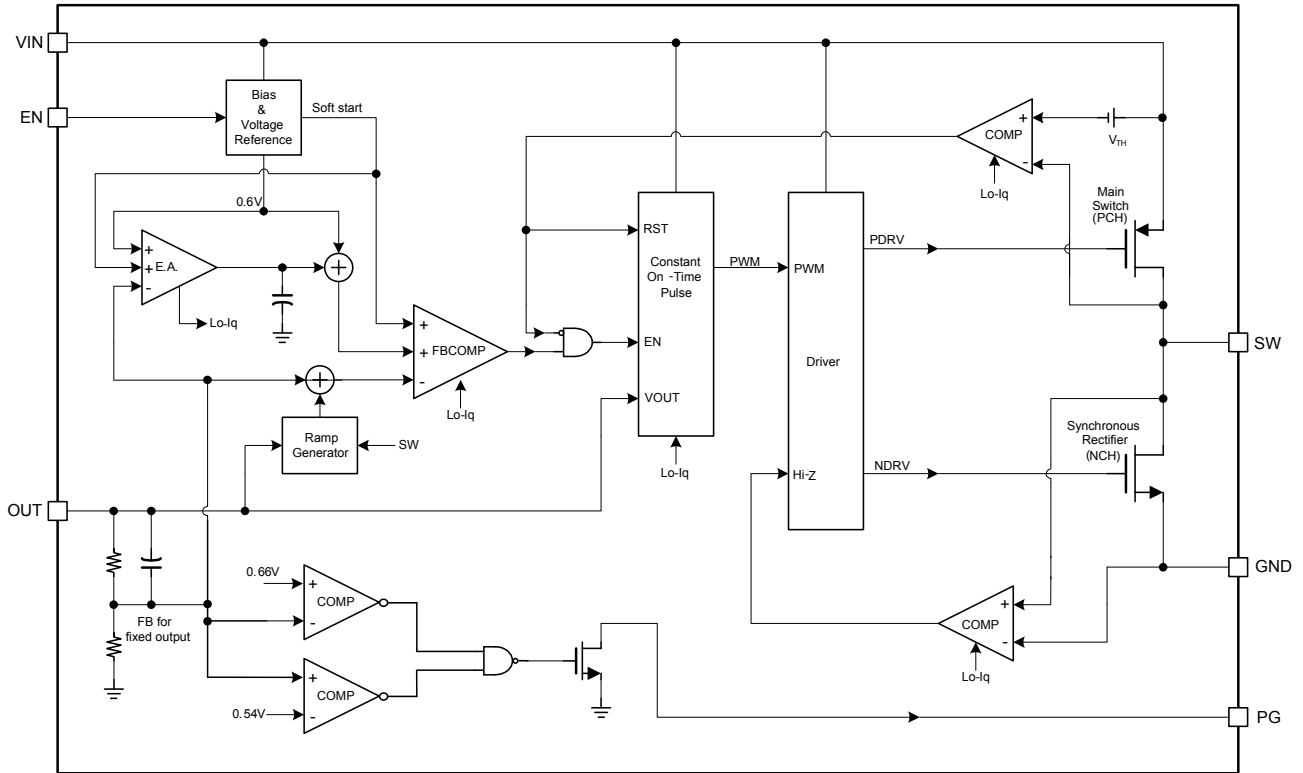 VIN
EN
Bias
&
Voltage
Reference
Soft start
0.6V
+
+
-
E.A.
Lo-Iq
+
+
-
FBCOMP
Lo-Iq
Ramp
Generator
SW
RST
Constant
On -Time
Pulse
EN
VOUT
Lo-Iq
PWM
PWM
Driver
Hi-Z
PDRV
NDRV
+
-
COMP
Lo-Iq
VTH
Main
Switch
(PCH)
SW
Synchronous
Rectifier
(NCH)
GND
+
-
COMP
Lo-Iq
OUT
FB for
fixed output
0.66V
+
-
COMP
+
-
COMP
0.54V
PG